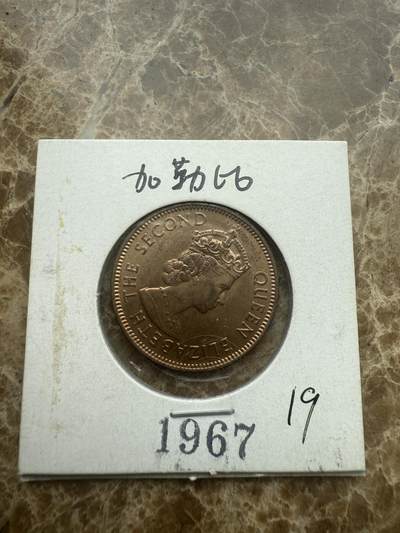 加勒比
QUEEN ELIZABETH THE SECOND
1967
19